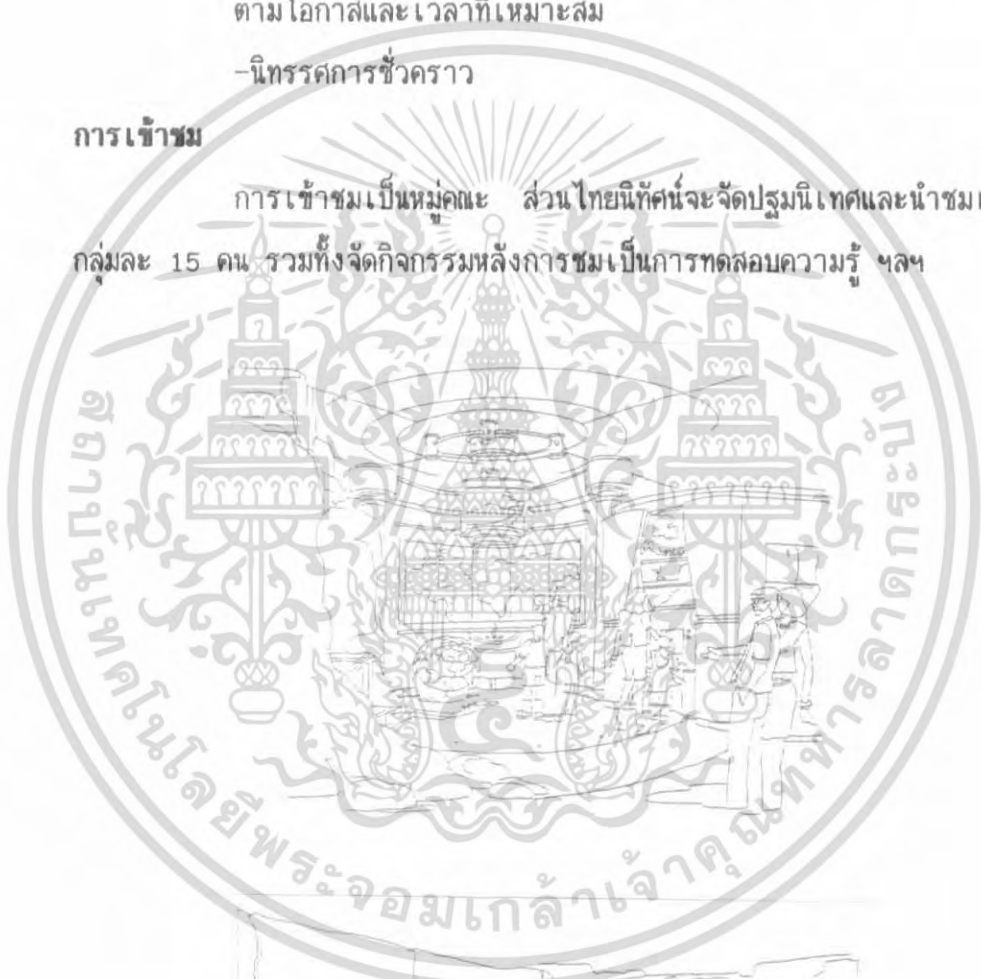 ตามโอกาสและเวลาที่เหมาะสม
-นิทรรศการชั่วคราว
การเข้าชม
การเข้าชมเป็นหมู่คณะ ส่วนไทยนิทัศน์จะจัดปฐมนิเทศและนำชม
กลุ่มละ 15 คน รวมทั้งจัดกิจกรรมหลังการชมเป็นการทดสอบความรู้ ฯลฯ
สถาบันเทคโนโลยีพระจอมเกล้าเจ้าคุณทหารลาดกระบัง